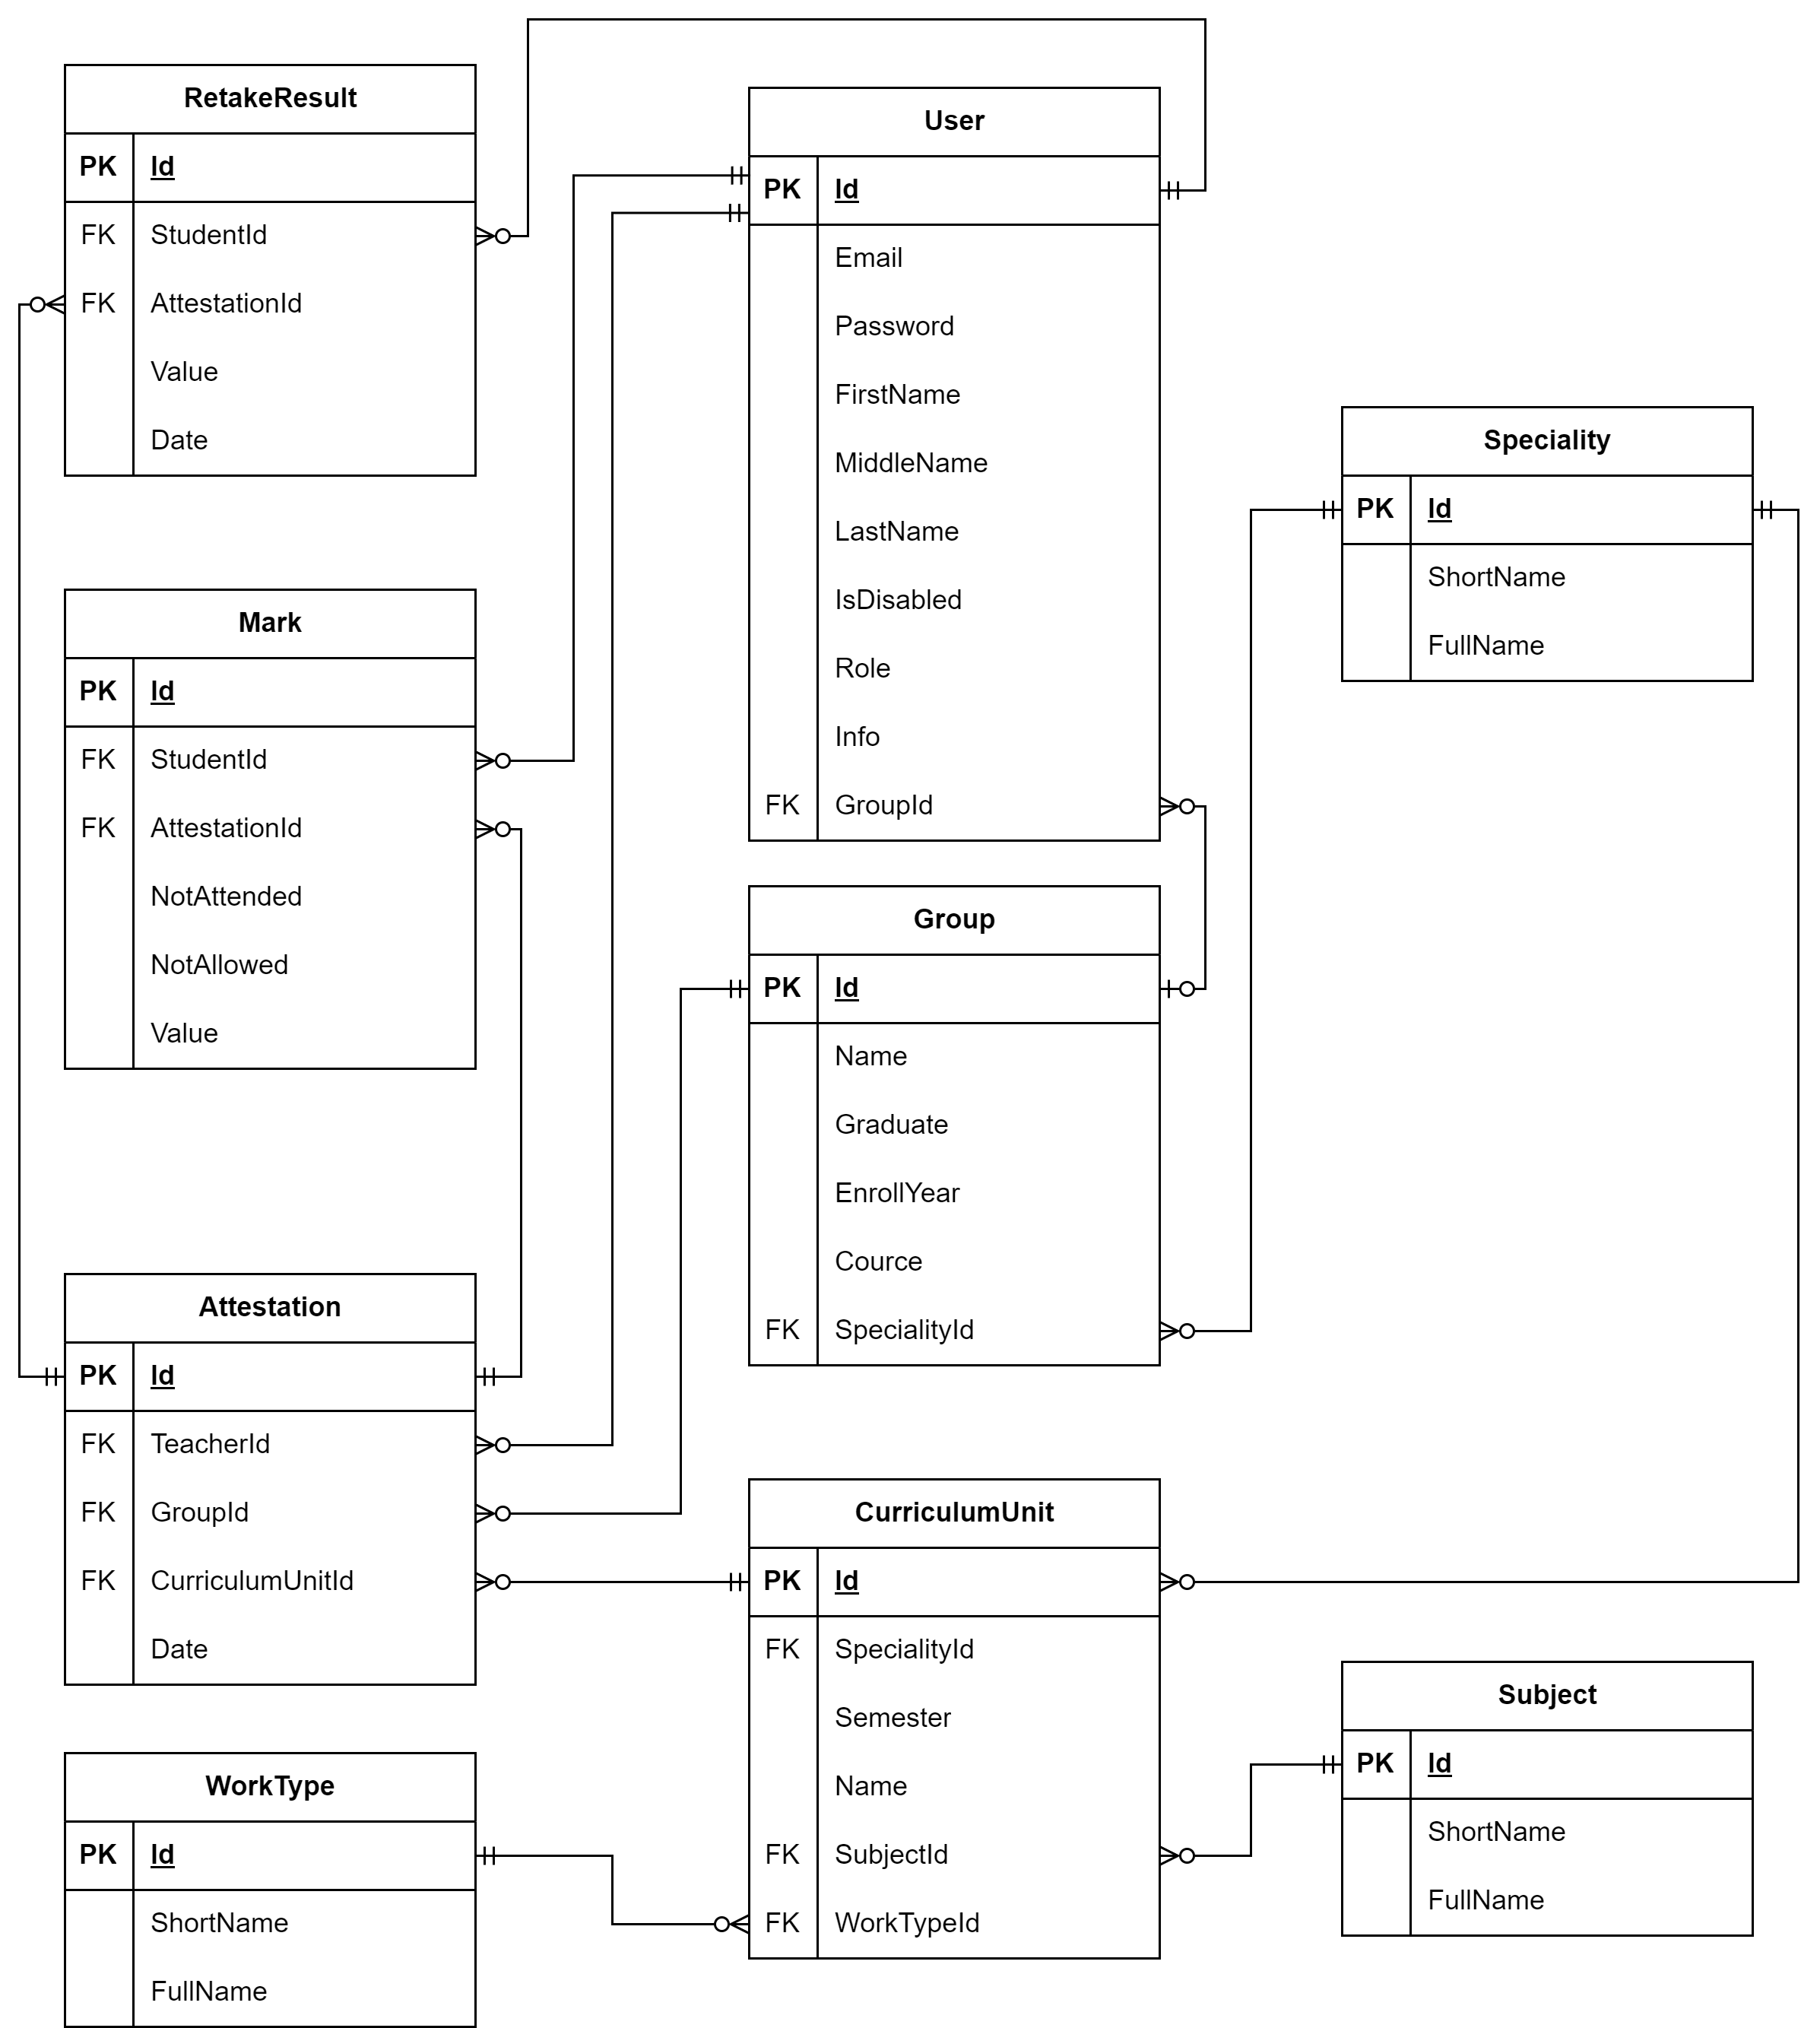 RetakeResult
PK Id
FK StudentId
FK AttestationId
Value
Date
User
PK Id
Email
Password
FirstName
MiddleName
LastName
IsDisabled
Role
Info
FK GroupId
Speciality
PK Id
ShortName
FullName
Mark
PK Id
FK StudentId
FK AttestationId
NotAttended
NotAllowed
Value
Group
PK Id
Name
Graduate
EnrollYear
Cource
FK SpecialityId
Attestation
PK Id
FK TeacherId
FK GroupId
FK CurriculumUnitId
Date
CurriculumUnit
PK Id
FK SpecialityId
Semester
Name
FK SubjectId
FK WorkTypeId
Subject
PK Id
ShortName
FullName
WorkType
PK Id
ShortName
FullName